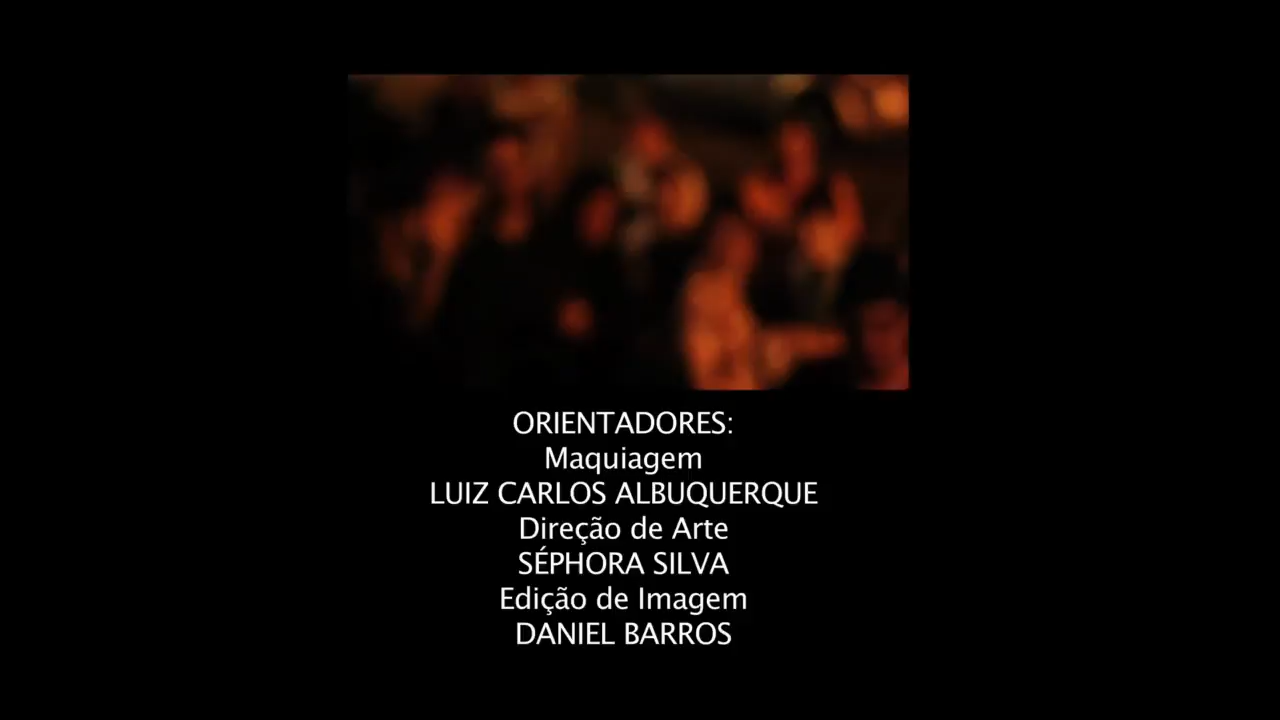 ORIENTADORES:
Maquiagem
LUIZ CARLOS ALBUQUERQUE
Direção de Arte
SÉPHORA SILVA
Edição de Imagem
DANIEL BARROS